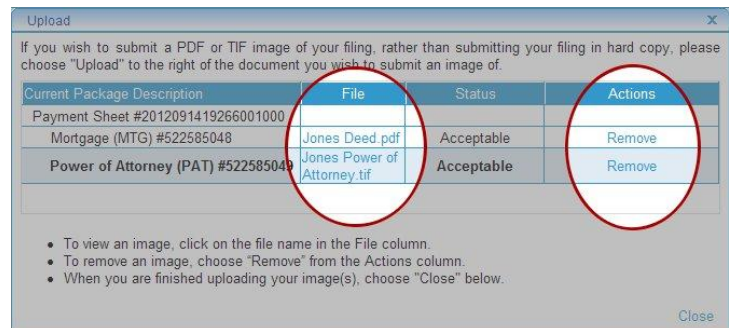 Upload X
If you wish to submit a PDF or TIF image of your filing, rather than submitting your filing in hard copy, please
choose "Upload" to the right of the document you wish to submit an image of.
Current Package Description File Status Actions
Payment Sheet #2012091419266001000
Mortgage (MTG) #522585048 Jones Deed.pdf Acceptable Remove
Power of Attorney (PAT) #522585049 Jones Power of Attorney.tif Acceptable Remove
• To view an image, click on the file name in the File column.
• To remove an image, choose "Remove" from the Actions column.
• When you are finished uploading your image(s), choose "Close" below.
Close